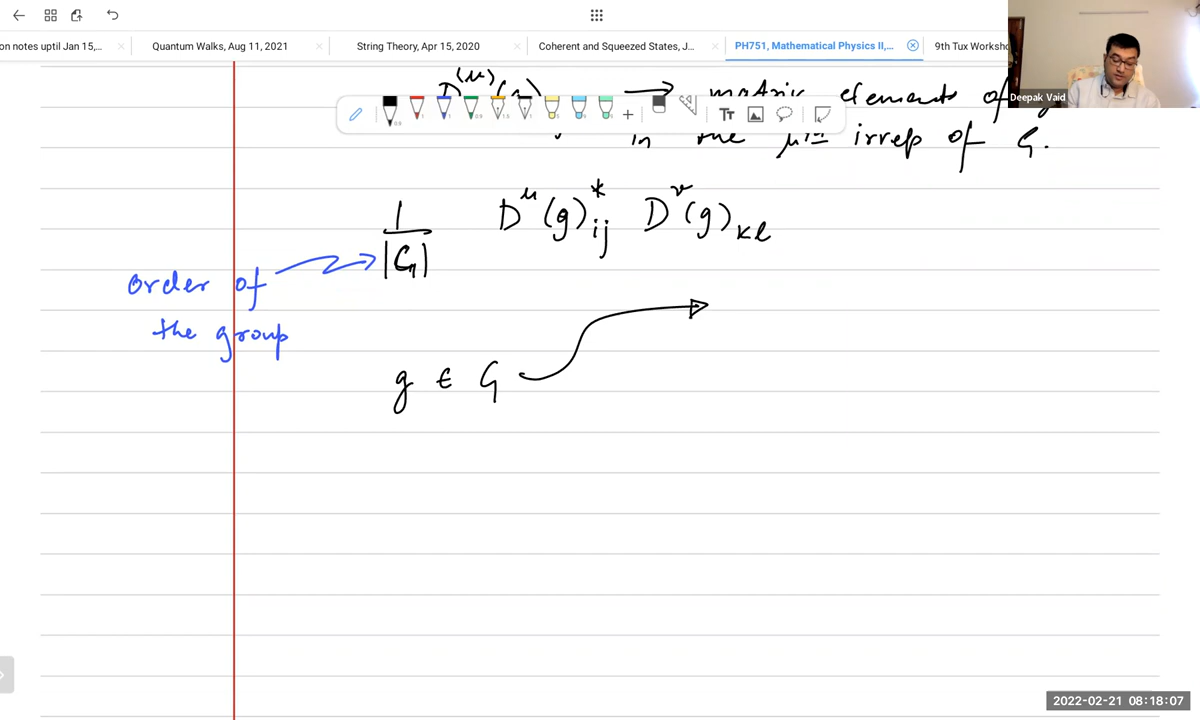 on notes uptil Jan 15,...
Quantum Walks, Aug 11, 2021
String Theory, Apr 15, 2020
Coherent and Squeezed States, J...
PH751, Mathematical Physics II,...
9th Tux Worksho
Deepak Vaid
D^(μ) → matrix elements of
in the μth irrep of G.
1/|G| D^μ(g)*_ij D^ν(g)_kl
order of
the group
g ∈ G
Tt
2022-02-21 08:18:07